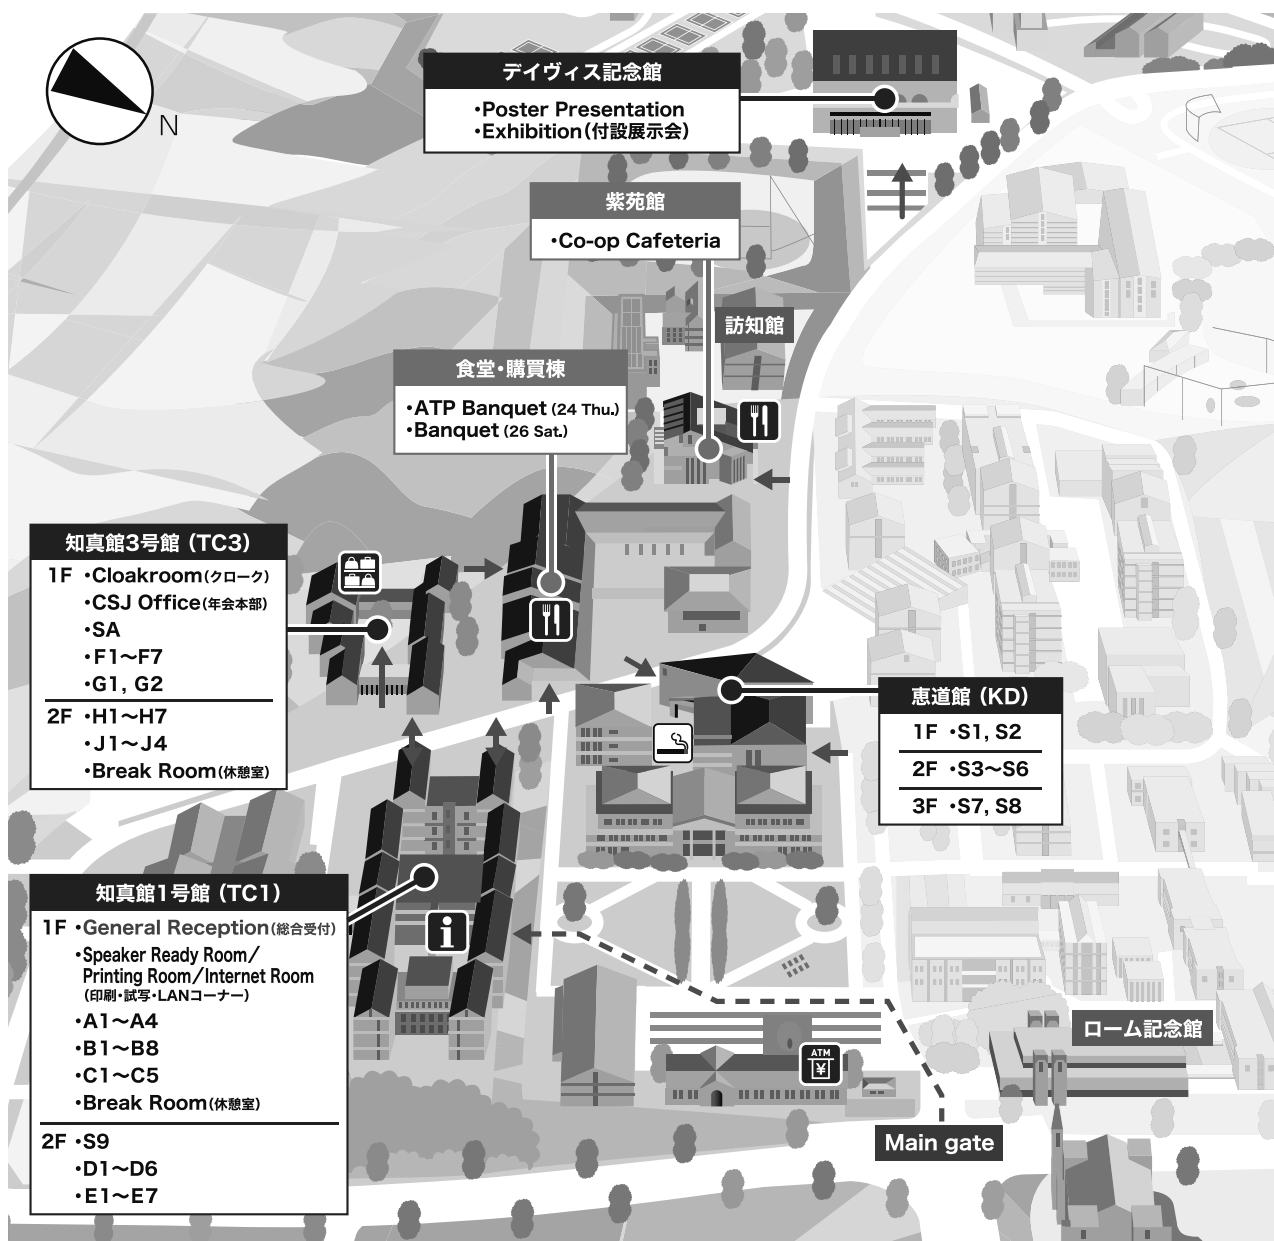 N
デイヴィス記念館
・Poster Presentation
・Exhibition(付設展示会)
紫苑館
・Co-op Cafeteria
訪知館
食堂・購買棟
・ATP Banquet (24 Thu.)
・Banquet (26 Sat.)
知真館3号館 (TC3)
1F ・Cloakroom(クローク)
・CSJ Office(年会本部)
・SA
・F1～F7
・G1, G2
2F ・H1～H7
・J1～J4
・Break Room(休憩室)
恵道館 (KD)
1F ・S1, S2
2F ・S3～S6
3F ・S7, S8
知真館1号館 (TC1)
1F ・General Reception(総合受付)
・Speaker Ready Room/
Printing Room/Internet Room
(印刷・試写・LANコーナー)
・A1～A4
・B1～B8
・C1～C5
・Break Room(休憩室)
2F ・S9
・D1～D6
・E1～E7
i
ATM
¥
ローム記念館
Main gate